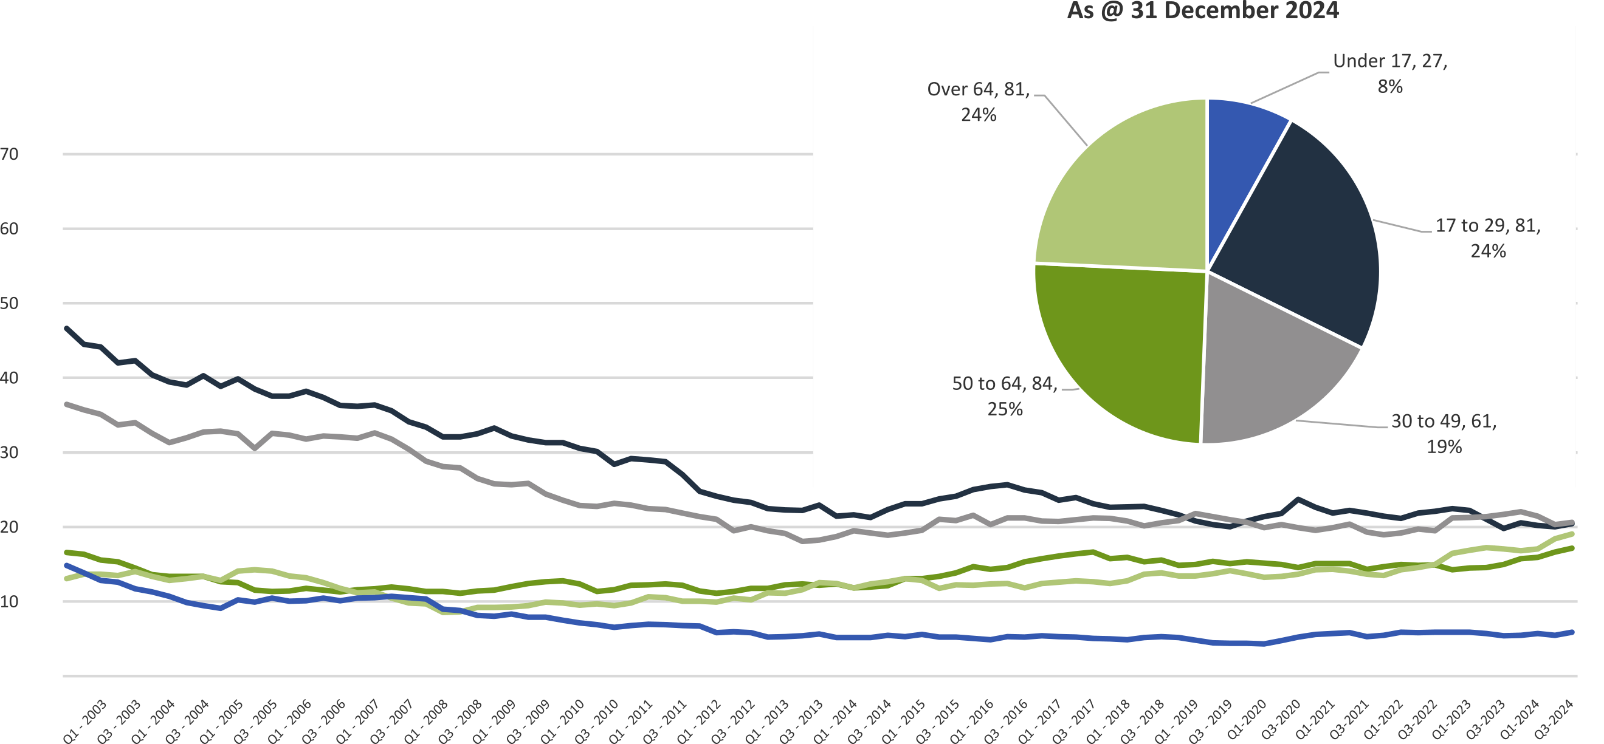 As @ 31 December 2024
Under 17, 27,
8%
Over 64, 81,
24%
17 to 29, 81,
24%
50 to 64, 84,
25%
30 to 49, 61,
19%
70
60
50
40
30
20
10
Q1 - 2003
Q3 - 2003
Q1 - 2004
Q3 - 2004
Q1 - 2005
Q3 - 2005
Q1 - 2006
Q3 - 2006
Q1 - 2007
Q3 - 2007
Q1 - 2008
Q3 - 2008
Q1 - 2009
Q3 - 2009
Q1 - 2010
Q3 - 2010
Q1 - 2011
Q3 - 2011
Q1 - 2012
Q3 - 2012
Q1 - 2013
Q3 - 2013
Q1 - 2014
Q3 - 2014
Q1 - 2015
Q3 - 2015
Q1 - 2016
Q3 - 2016
Q1 - 2017
Q3 - 2017
Q1 - 2018
Q3 - 2018
Q1 - 2019
Q3 - 2019
Q1-2020
Q3-2020
Q1-2021
Q3-2021
Q1-2022
Q3-2022
Q1-2023
Q3-2023
Q1-2024
Q3-2024